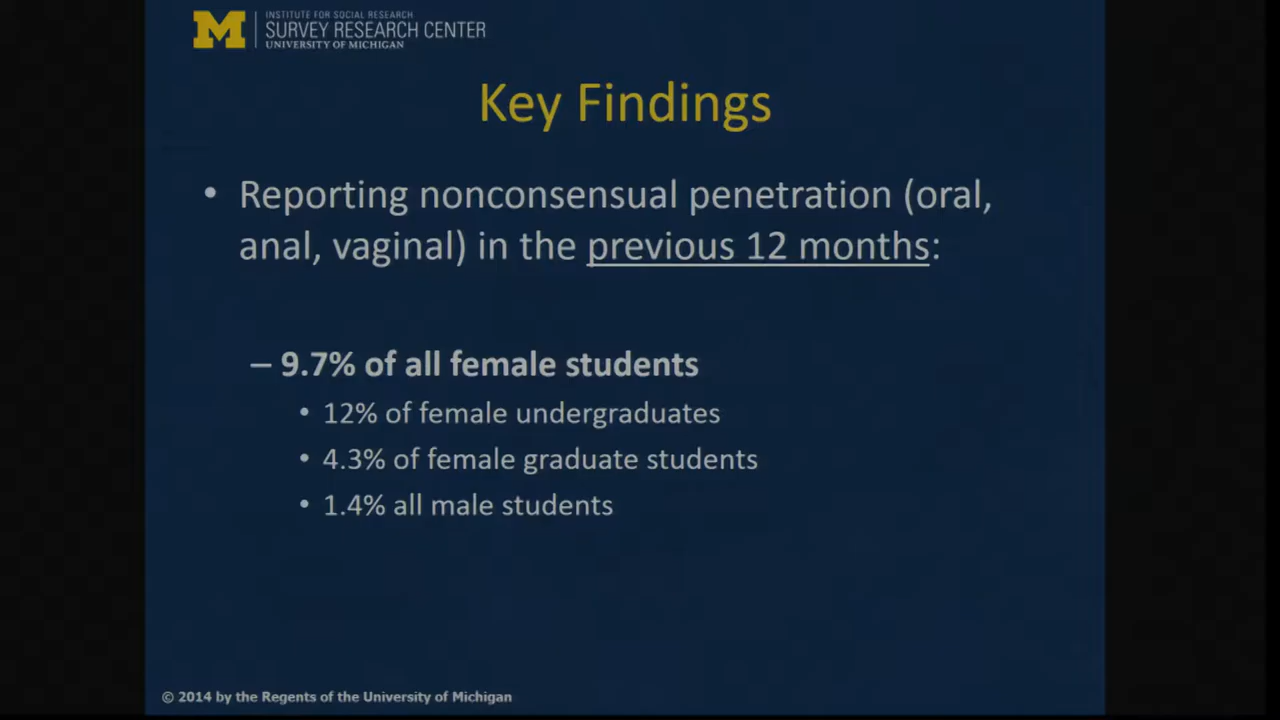 INSTITUTE FOR SOCIAL RESEARCH
SURVEY RESEARCH CENTER
UNIVERSITY OF MICHIGAN
Key Findings
• Reporting nonconsensual penetration (oral,
anal, vaginal) in the previous 12 months:
– 9.7% of all female students
• 12% of female undergraduates
• 4.3% of female graduate students
• 1.4% all male students
© 2014 by the Regents of the University of Michigan